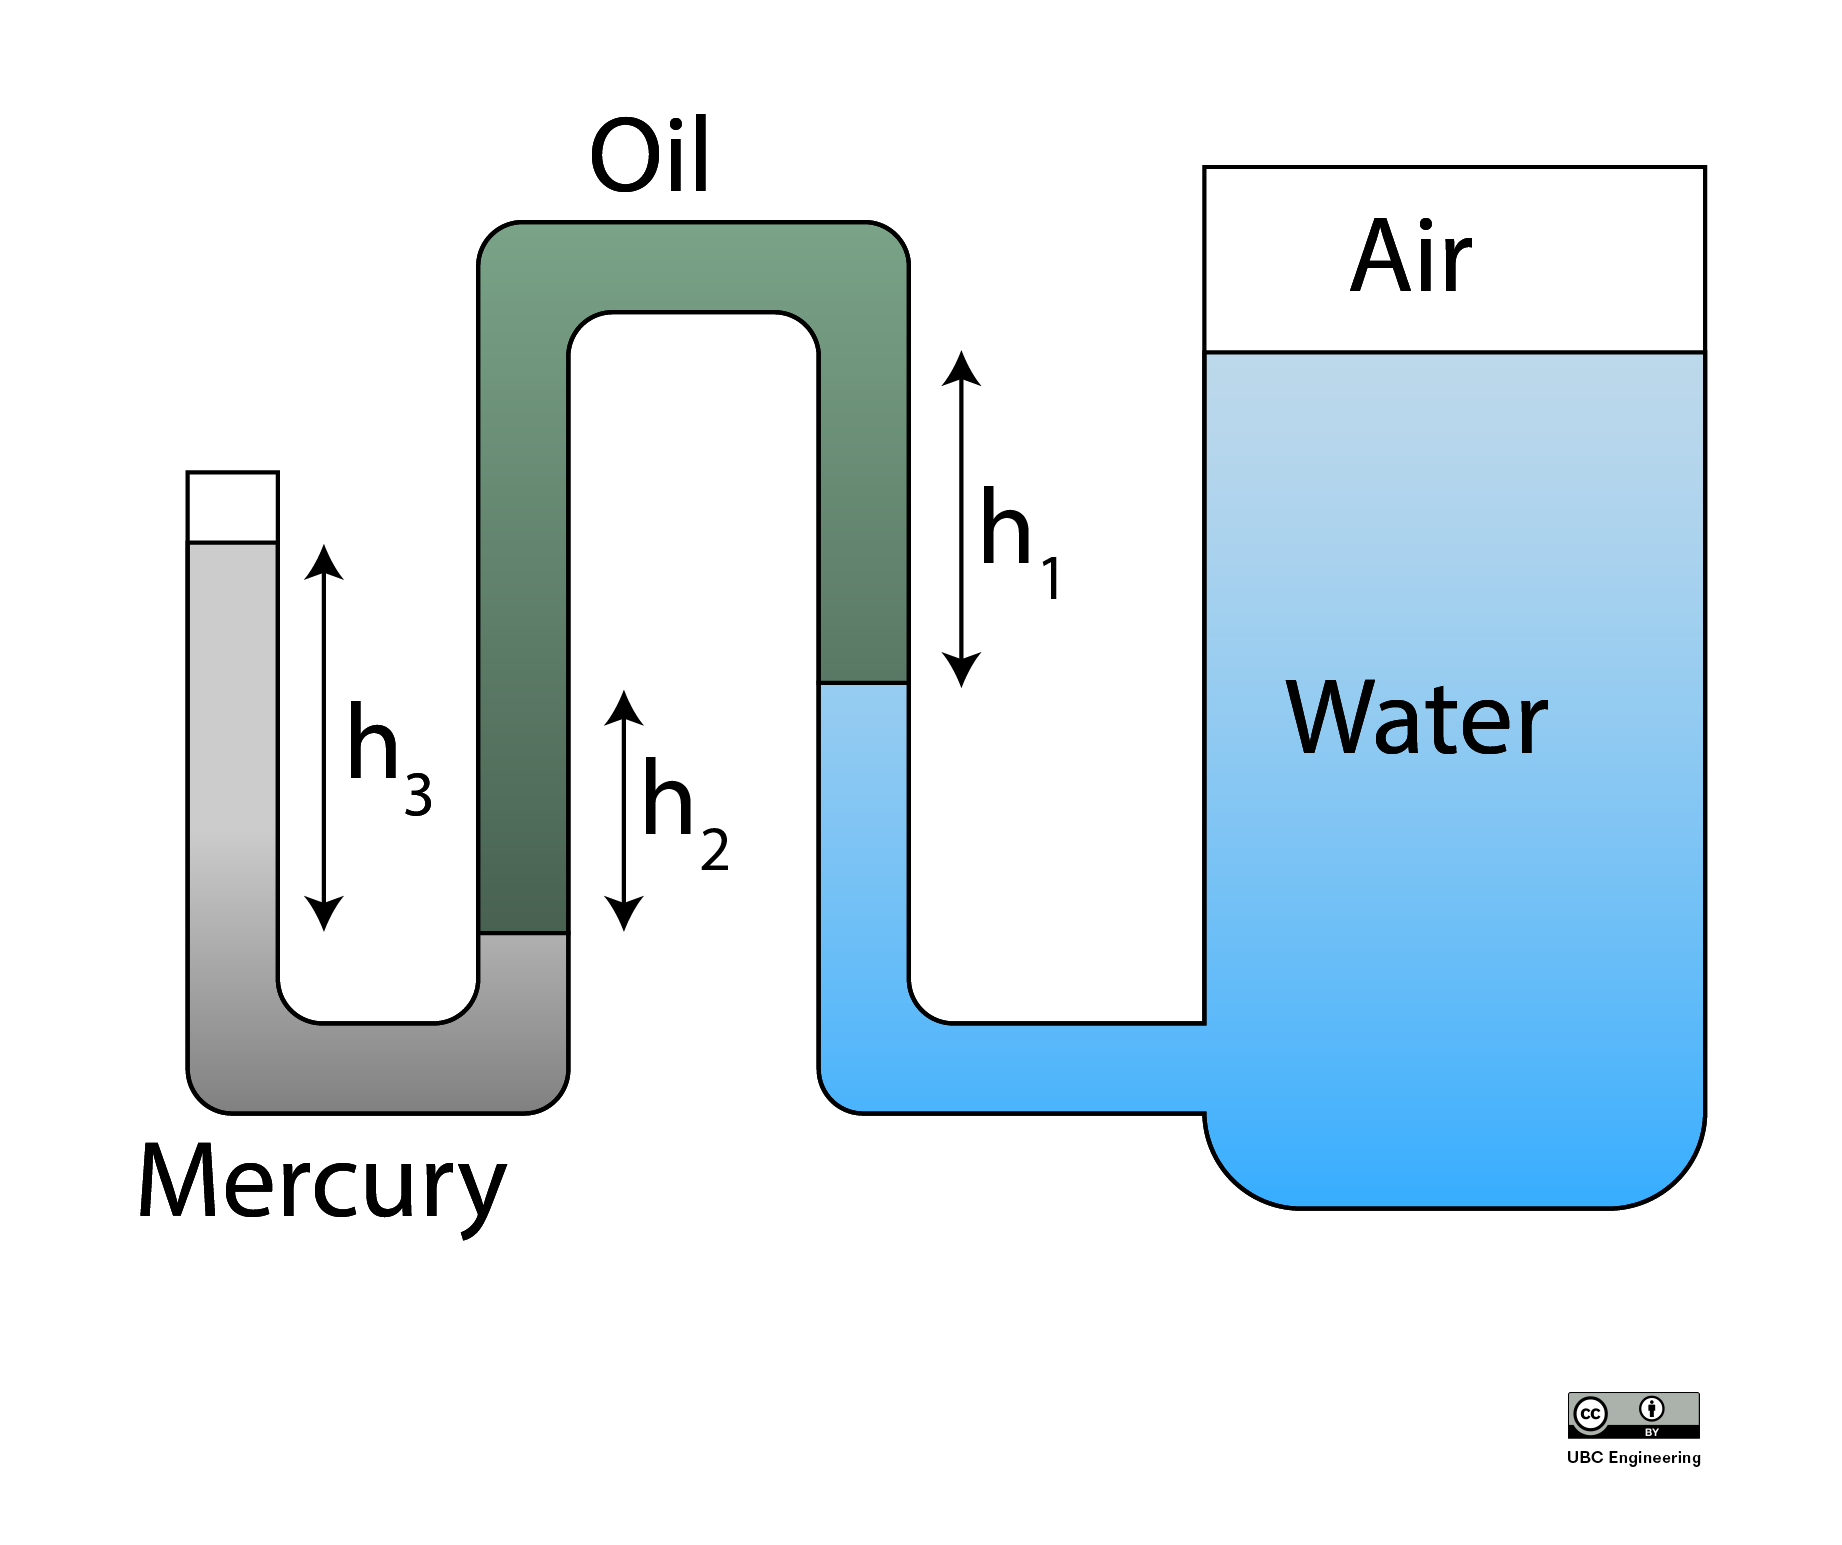 Oil
Air
h1
Water
h3
h2
Mercury
cc
BY
UBC Engineering